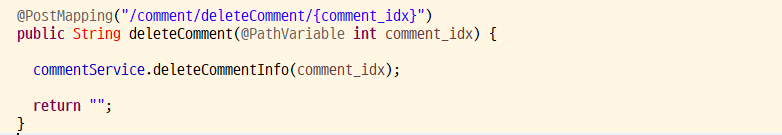 @PostMapping("/comment/deleteComment/{comment_idx}")
public String deleteComment(@PathVariable int comment_idx) {
commentService.deleteCommentInfo(comment_idx);
return "";
}